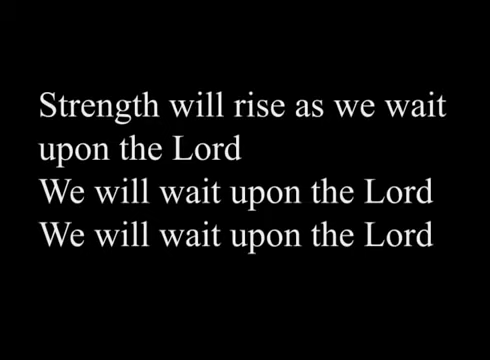 Strength will rise as we wait
upon the Lord
We will wait upon the Lord
We will wait upon the Lord